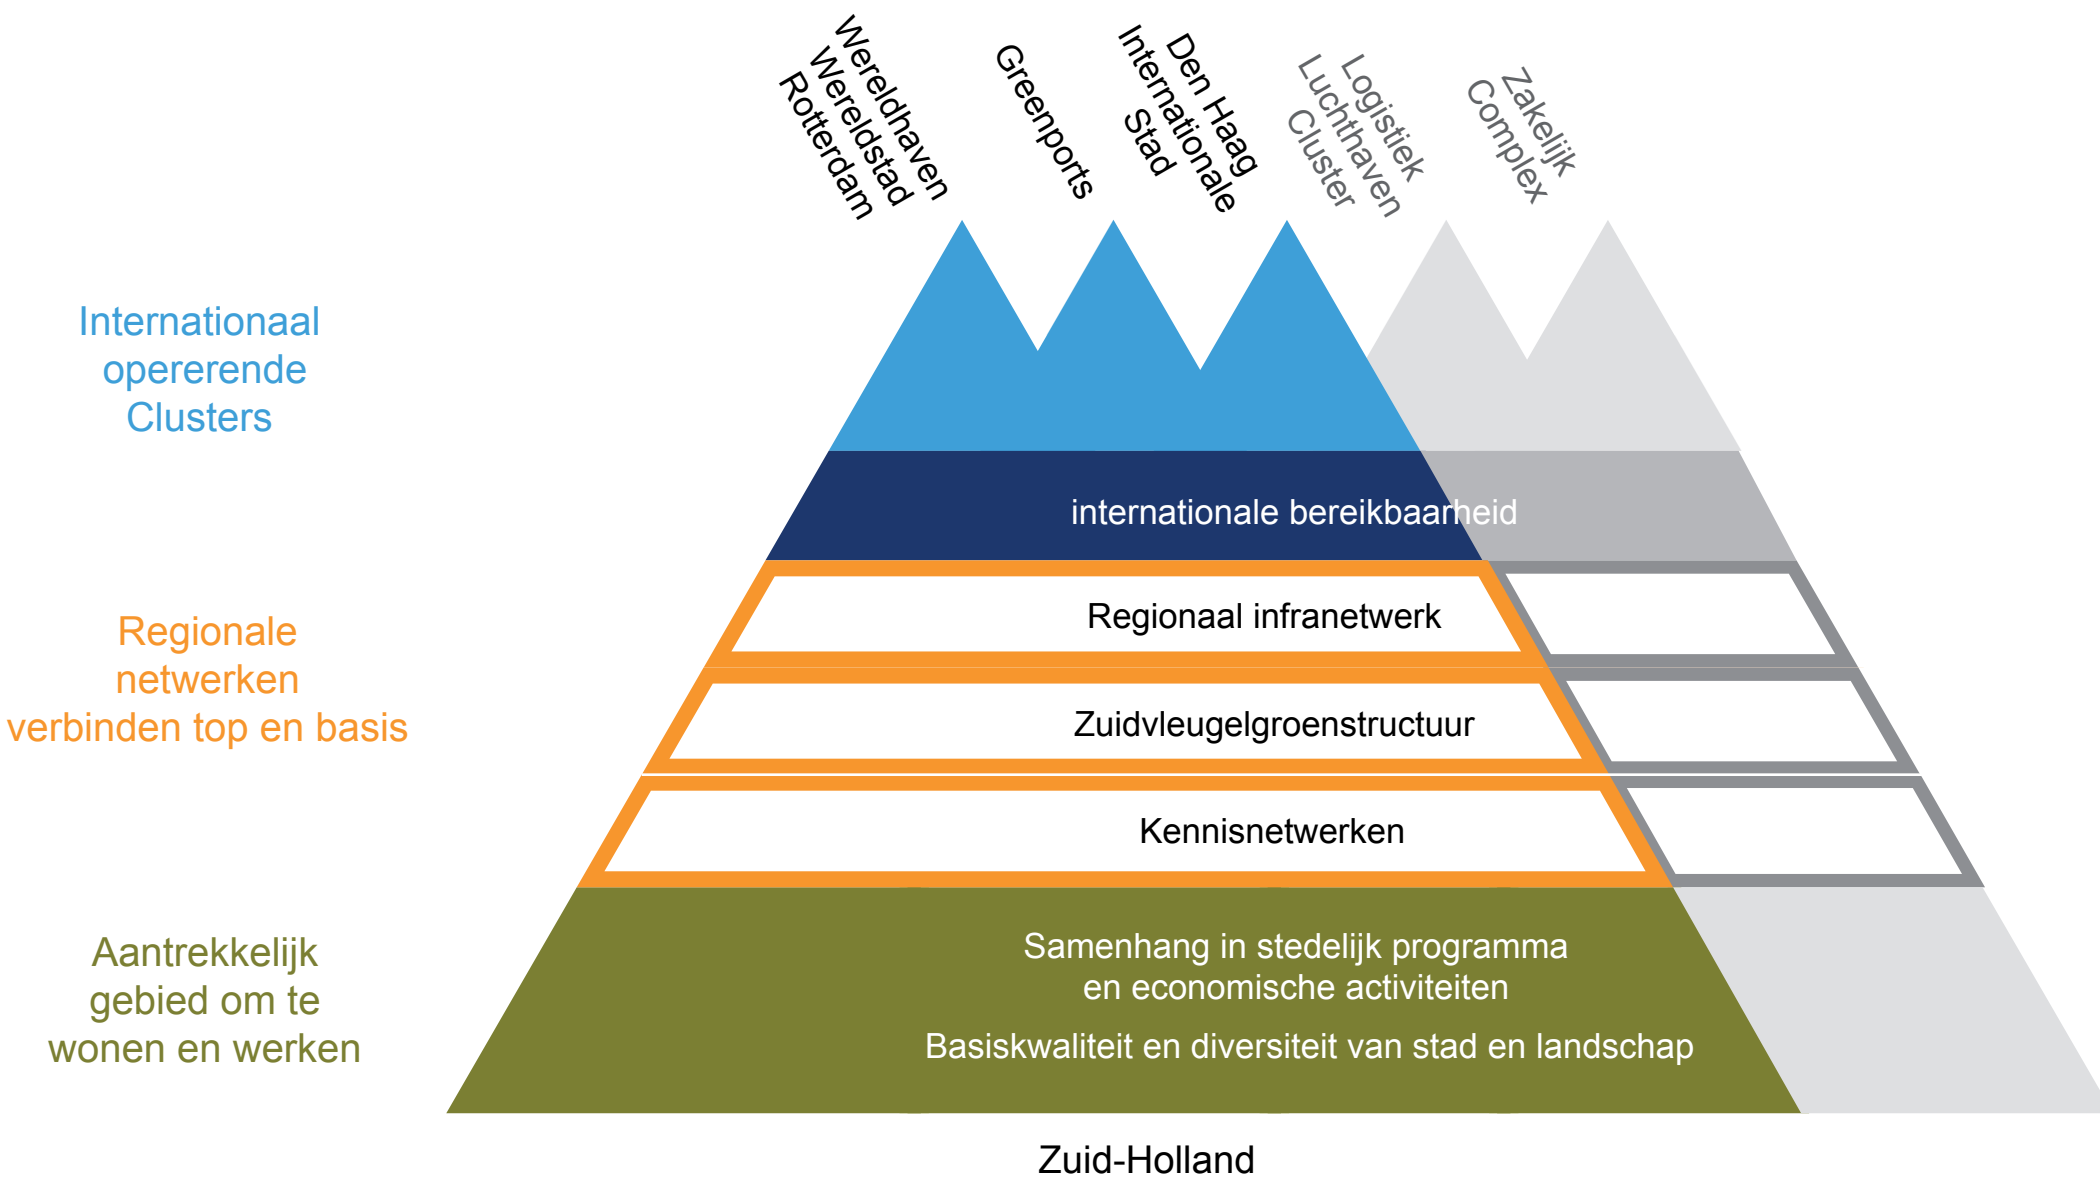 Wereldhaven
Wereldstad
Rotterdam
Greenports
Den Haag
Internationale
Stad
Logistiek
Luchthaven
Cluster
Zakelijk
Complex
Internationaal
opererende
Clusters
internationale bereikbaarheid
Regionale
netwerken
verbinden top en basis
Regionaal infranetwerk
Zuidvleugelgroenstructuur
Kennisnetwerken
Aantrekkelijk
gebied om te
wonen en werken
Samenhang in stedelijk programma
en economische activiteiten
Basiskwaliteit en diversiteit van stad en landschap
Zuid-Holland